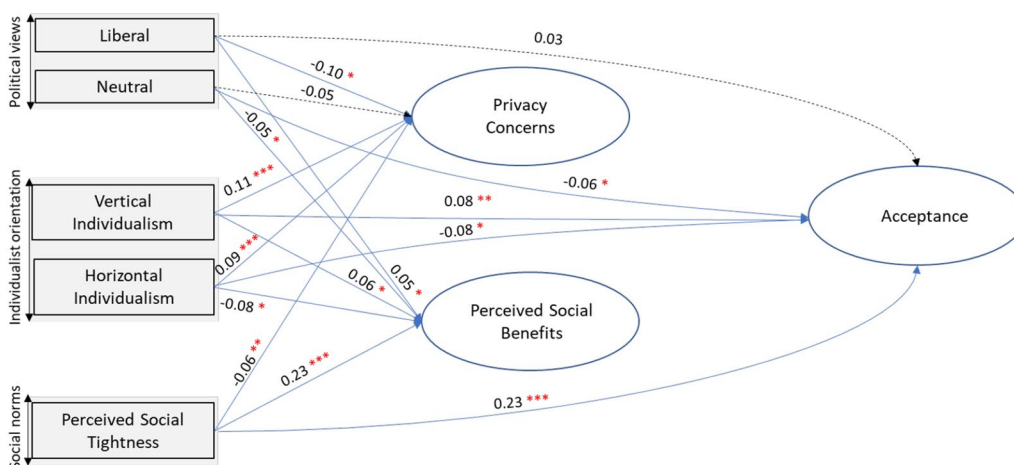 Political views
Liberal
Neutral
Individualist orientation
Vertical
Individualism
Horizontal
Individualism
Social norms
Perceived Social
Tightness
Privacy
Concerns
Perceived Social
Benefits
Acceptance
0.03
-0.10 *
-0.05
-0.05 *
0.11 ***
-0.06 *
0.08 **
-0.08 *
0.09 ***
0.06 *
0.05 *
-0.08 *
-0.06 **
0.23 ***
0.23 ***